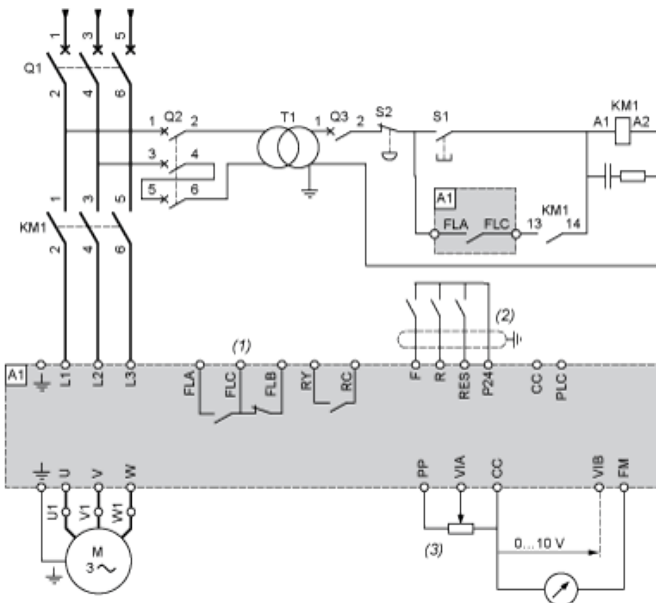 1 3 5
Q1
2 4 6
1 Q2 2 T1 1 Q3 2 S2 S1 KM1
A1 A2
3 4
5 6
A1
FLA FLC 13 KM1 14
1 3 5
KM1
2 4 6
(1) (2)
A1
L1 L2 L3 FLA FLC FLB RY RC F R RES P24 CC PLC
U V W PP VIA CC VIB FM
U1 V1 W1
(3) 0...10 V
M
3